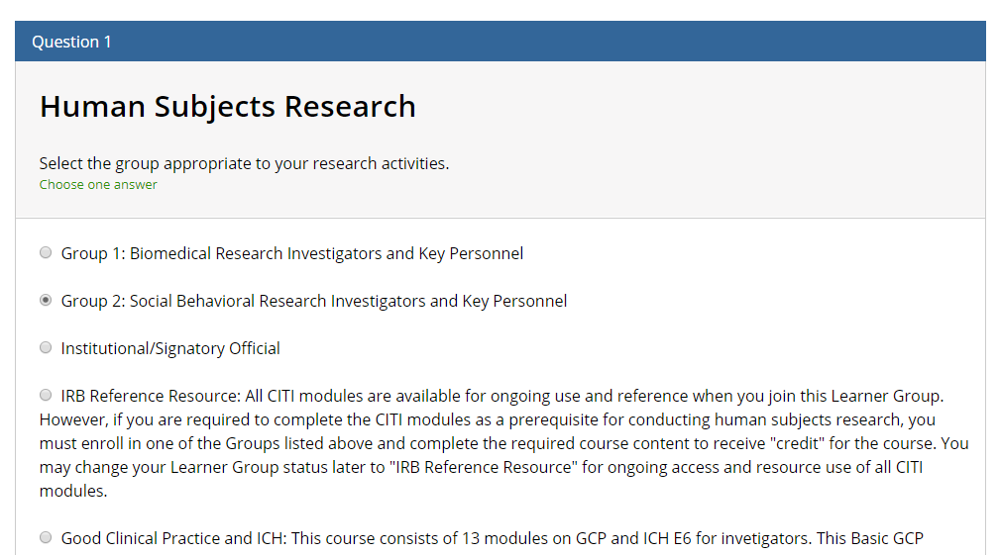 Question 1
Human Subjects Research
Select the group appropriate to your research activities.
Choose one answer
Group 1: Biomedical Research Investigators and Key Personnel
Group 2: Social Behavioral Research Investigators and Key Personnel
Institutional/Signatory Official
IRB Reference Resource: All CITI modules are available for ongoing use and reference when you join this Learner Group.
However, if you are required to complete the CITI modules as a prerequisite for conducting human subjects research, you
must enroll in one of the Groups listed above and complete the required course content to receive "credit" for the course. You
may change your Learner Group status later to "IRB Reference Resource" for ongoing access and resource use of all CITI
modules.
Good Clinical Practice and ICH: This course consists of 13 modules on GCP and ICH E6 for invetigators. This Basic GCP